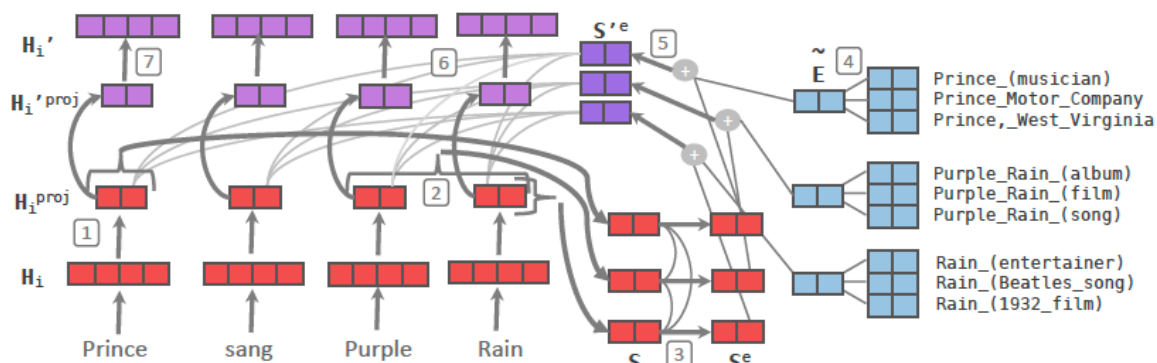 Hᵢ'
7
6
S'ᵉ
5
+
Ẽ
4
Prince_(musician)
Prince_Motor_Company
Prince,_West_Virginia
Hᵢ'ᵖʳᵒʲ
+
+
Hᵢᵖʳᵒʲ
1
2
Purple_Rain_(album)
Purple_Rain_(film)
Purple_Rain_(song)
Hᵢ
Rain_(entertainer)
Rain_(Beatles_song)
Rain_(1932_film)
Prince sang Purple Rain
S
3
Sᵉ